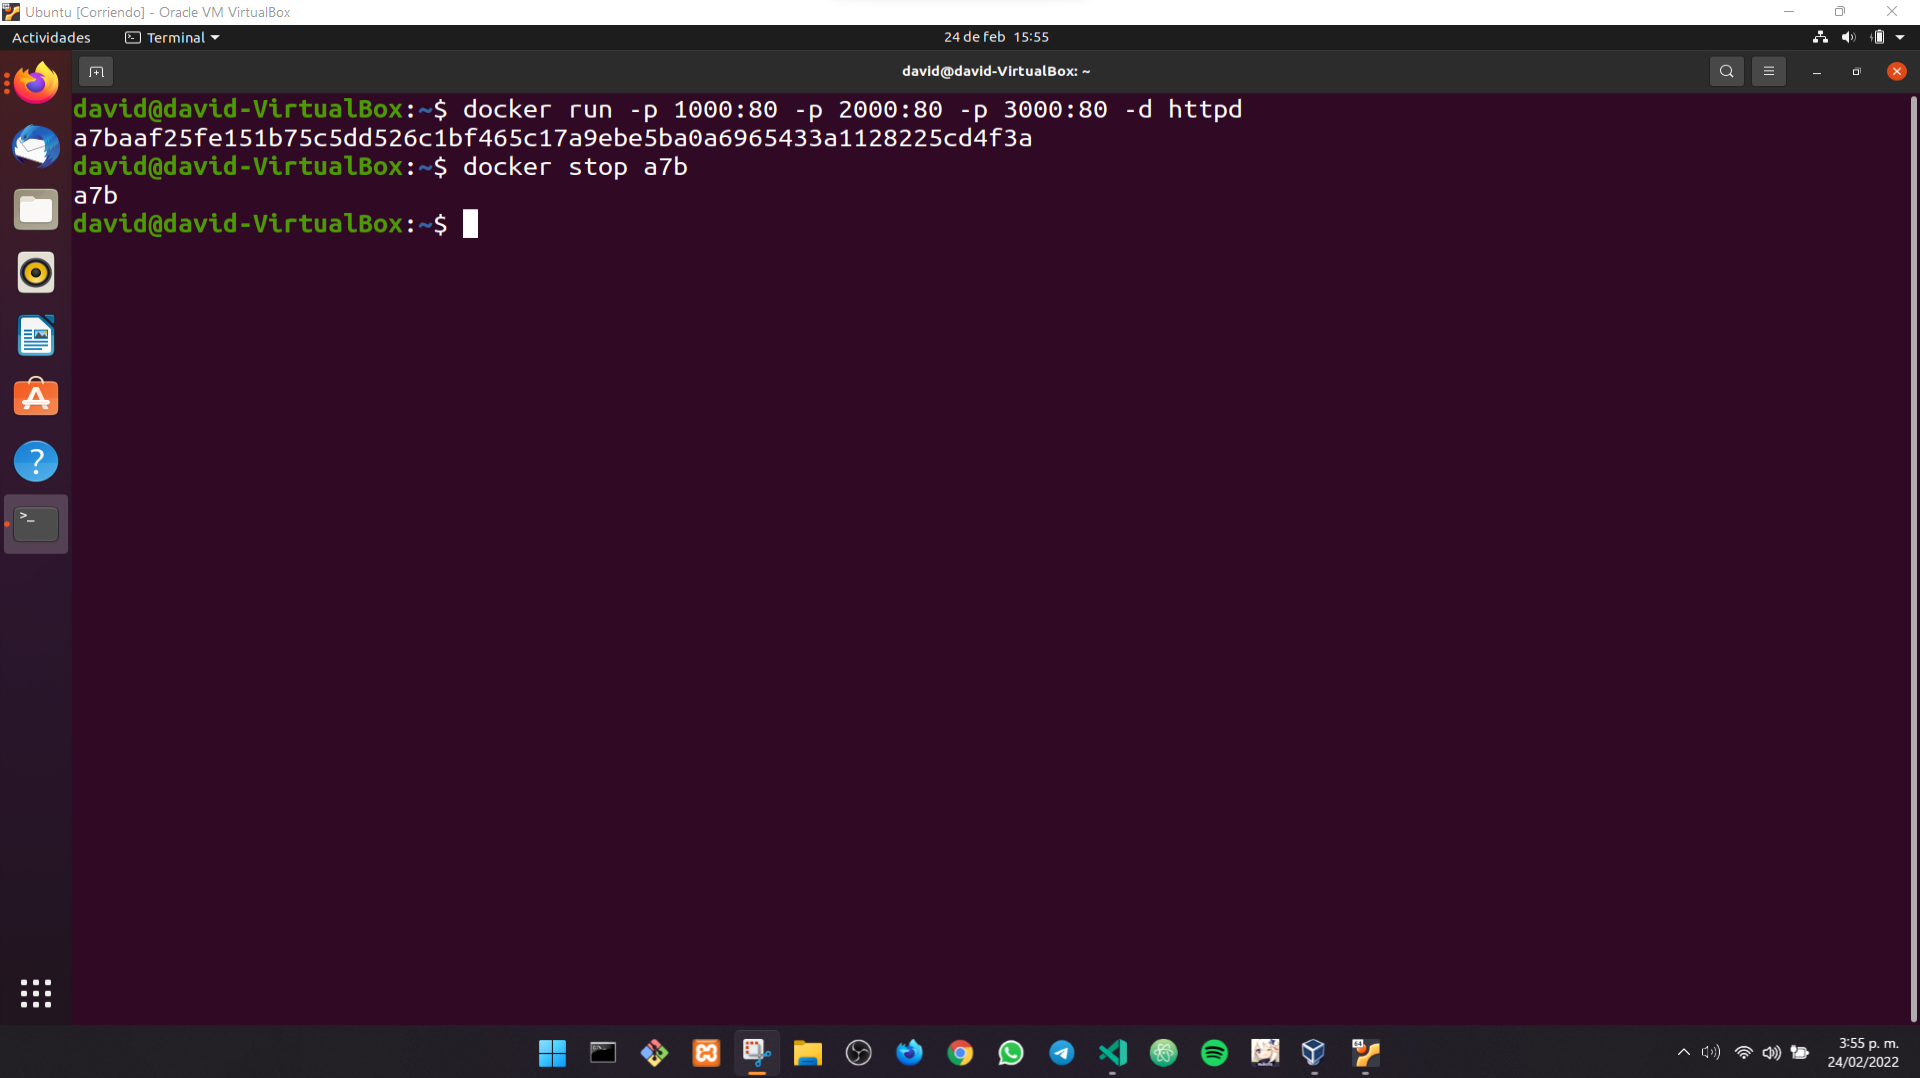 Ubuntu [Corriendo] - Oracle VM VirtualBox
Actividades Terminal 24 de feb 15:55
david@david-VirtualBox: ~
david@david-VirtualBox:~$ docker run -p 1000:80 -p 2000:80 -p 3000:80 -d httpd
a7baaf25fe151b75c5dd526c1bf465c17a9ebe5ba0a6965433a1128225cd4f3a
david@david-VirtualBox:~$ docker stop a7b
a7b
david@david-VirtualBox:~$
3:55 p. m.
24/02/2022